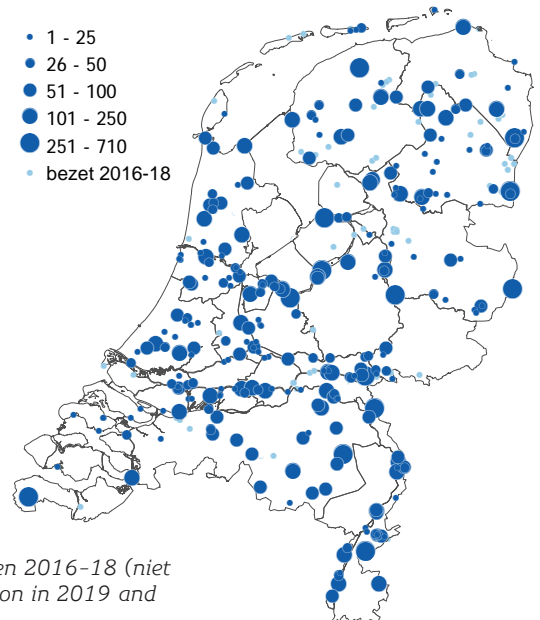 1 - 25
26 - 50
51 - 100
101 - 250
251 - 710
bezet 2016-18
en 2016-18 (niet
on in 2019 and